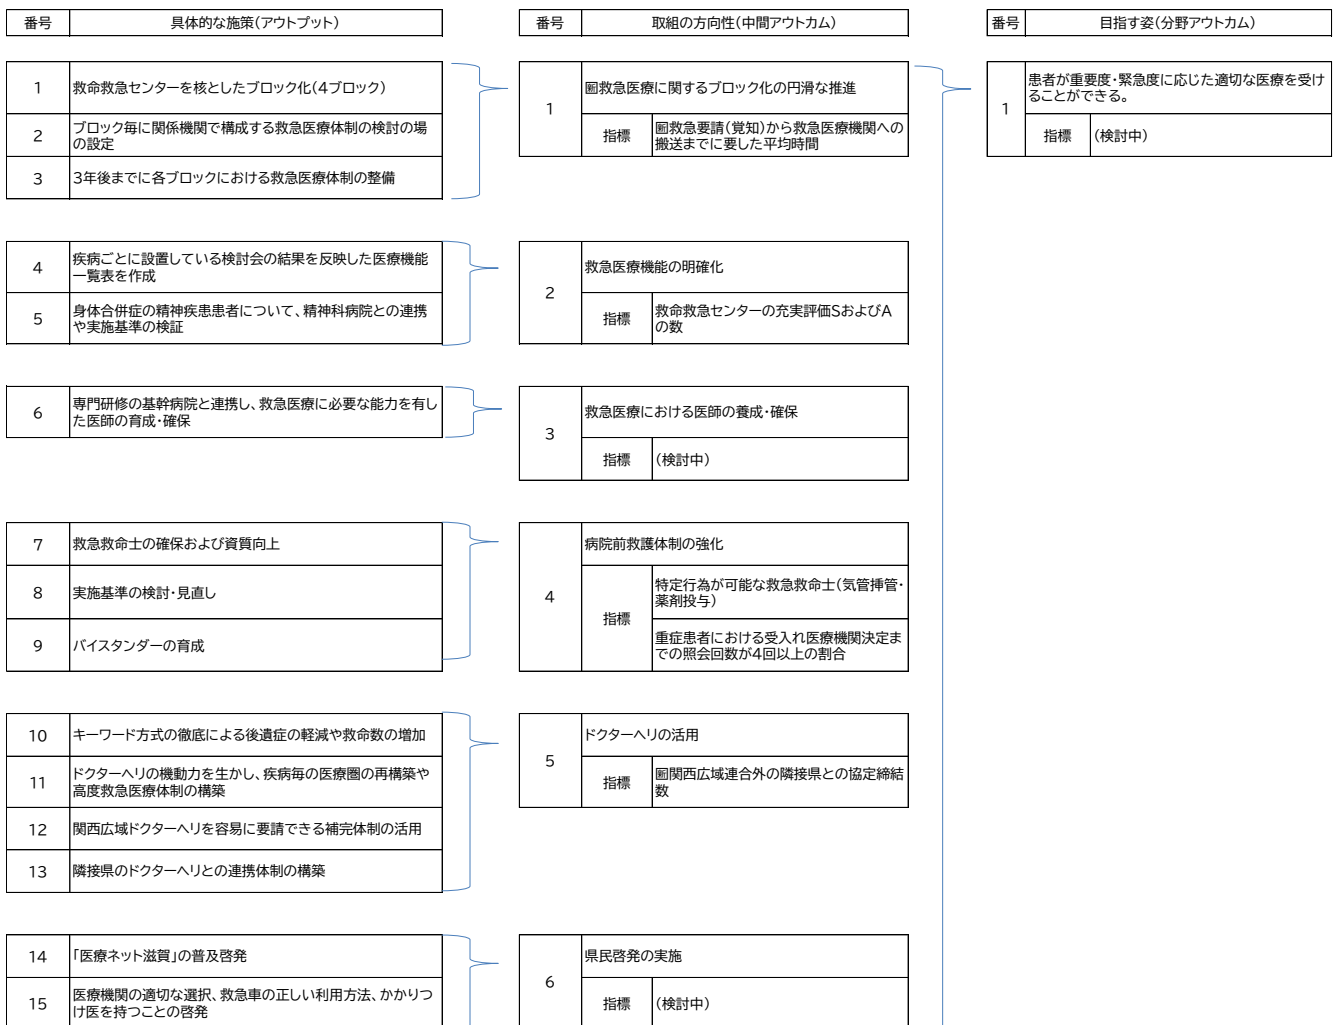 番号 具体的な施策(アウトプット)
番号 取組の方向性(中間アウトカム)
番号 目指す姿(分野アウトカム)
1 救命救急センターを核としたブロック化(4ブロック)
2 ブロック毎に関係機関で構成する救急医療体制の検討の場
の設定
3 3年後までに各ブロックにおける救急医療体制の整備
1 圏救急医療に関するブロック化の円滑な推進
指標 圏救急要請(覚知)から救急医療機関への
搬送までに要した平均時間
1 患者が重要度・緊急度に応じた適切な医療を受け
ることができる。
指標 (検討中)
4 疾病ごとに設置している検討会の結果を反映した医療機能
一覧表を作成
5 身体合併症の精神疾患患者について、精神科病院との連携
や実施基準の検証
2 救急医療機能の明確化
指標 救命救急センターの充実評価SおよびA
の数
6 専門研修の基幹病院と連携し、救急医療に必要な能力を有し
た医師の育成・確保
3 救急医療における医師の養成・確保
指標 (検討中)
7 救急救命士の確保および資質向上
8 実施基準の検討・見直し
9 バイスタンダーの育成
4 病院前救護体制の強化
指標 特定行為が可能な救急救命士(気管挿管・
薬剤投与)
重症患者における受入れ医療機関決定ま
での照会回数が4回以上の割合
10 キーワード方式の徹底による後遺症の軽減や救命数の増加
11 ドクターヘリの機動力を生かし、疾病毎の医療圏の再構築や
高度救急医療体制の構築
12 関西広域ドクターヘリを容易に要請できる補完体制の活用
13 隣接県のドクターヘリとの連携体制の構築
5 ドクターヘリの活用
指標 圏関西広域連合外の隣接県との協定締結
数
14 「医療ネット滋賀」の普及啓発
15 医療機関の適切な選択、救急車の正しい利用方法、かかりつ
け医を持つことの啓発
6 県民啓発の実施
指標 (検討中)